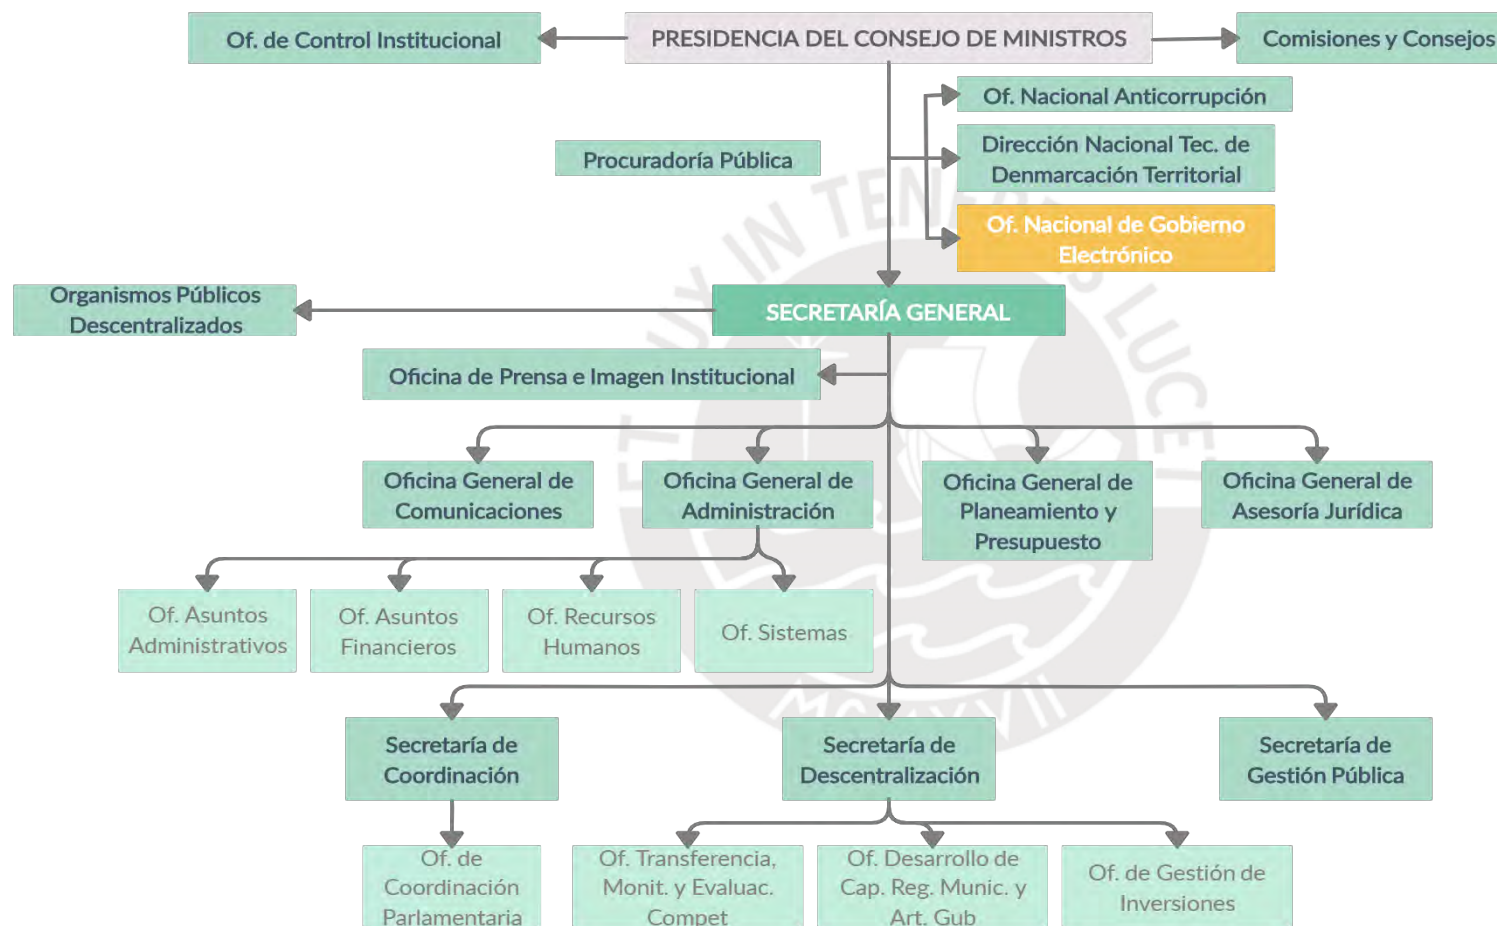 Of. de Control Institucional
PRESIDENCIA DEL CONSEJO DE MINISTROS
Comisiones y Consejos
Of. Nacional Anticorrupción
Procuradoría Pública
Dirección Nacional Tec. de
Denmarcación Territorial
Of. Nacional de Gobierno
Electrónico
Organismos Públicos
Descentralizados
SECRETARÍA GENERAL
Oficina de Prensa e Imagen Institucional
Oficina General de
Comunicaciones
Oficina General de
Administración
Oficina General de
Planeamiento y
Presupuesto
Oficina General de
Asesoría Jurídica
Of. Asuntos
Administrativos
Of. Asuntos
Financieros
Of. Recursos
Humanos
Of. Sistemas
Secretaría de
Coordinación
Secretaría de
Descentralización
Secretaría de
Gestión Pública
Of. de
Coordinación
Parlamentaria
Of. Transferencia,
Monit. y Evaluac.
Compet
Of. Desarrollo de
Cap. Reg. Munic. y
Art. Gub
Of. de Gestión de
Inversiones